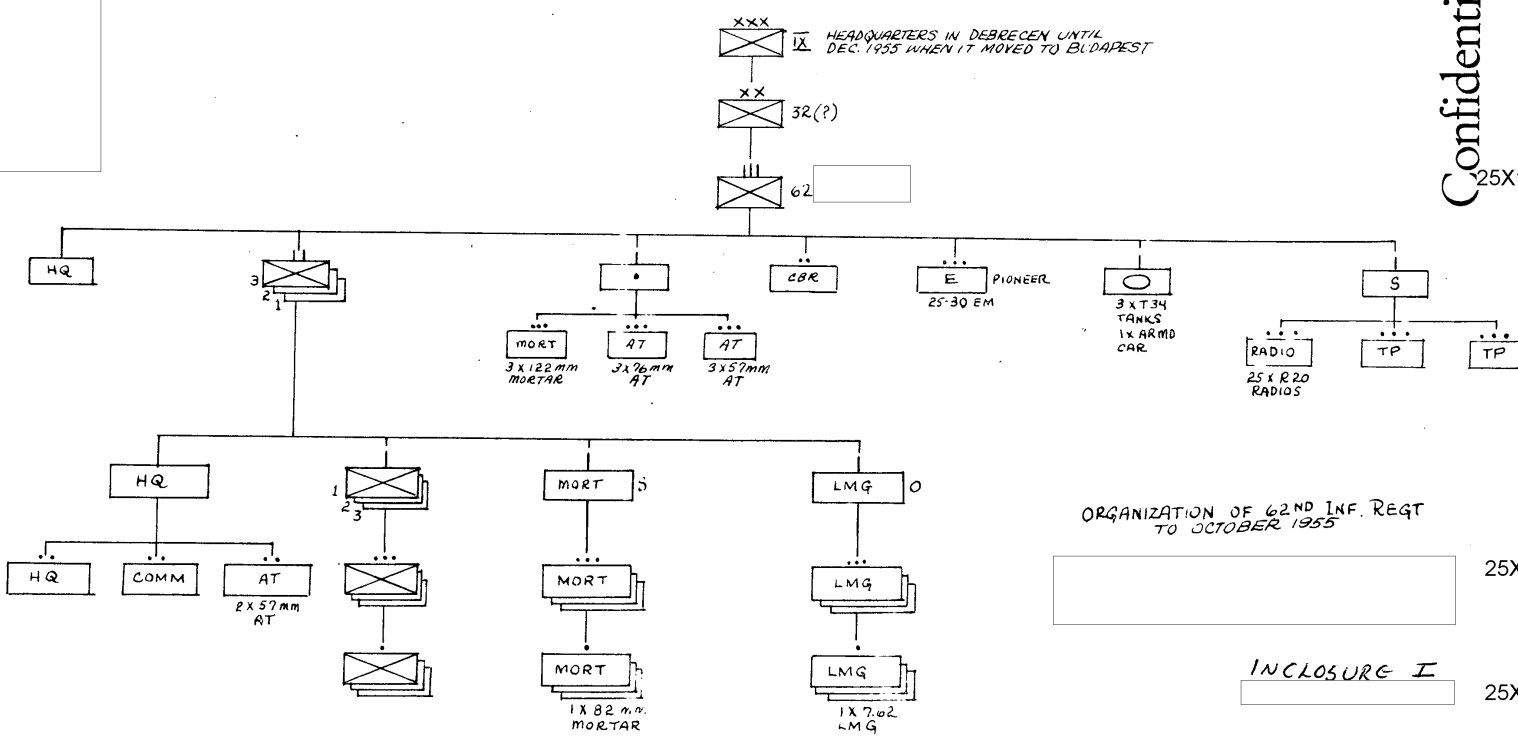 Confidenti
XXX
IX HEADQUARTERS IN DEBRECEN UNTIL
DEC. 1955 WHEN IT MOVED TO BUDAPEST
XX
32(?)
III
62
25X
HQ
II
3
2
1
CBR
E PIONEER
25-30 EM
3 X T34
TANKS
1 X ARMD
CAR
S
MORT
3 X 122 mm
MORTAR
AT
3 X 76 mm
AT
AT
3 X 57 mm
AT
RADIO
25 X R20
RADIOS
TP
TP
HQ
1
2
3
MORT
LMG O
ORGANIZATION OF 62ND INF. REGT
TO OCTOBER 1955
HQ
COMM
AT
2 X 57 mm
AT
MORT
LMG
25X
INCLOSURE I
25X
MORT
1 X 82 m.m.
MORTAR
LMG
1 X 7.62
LMG